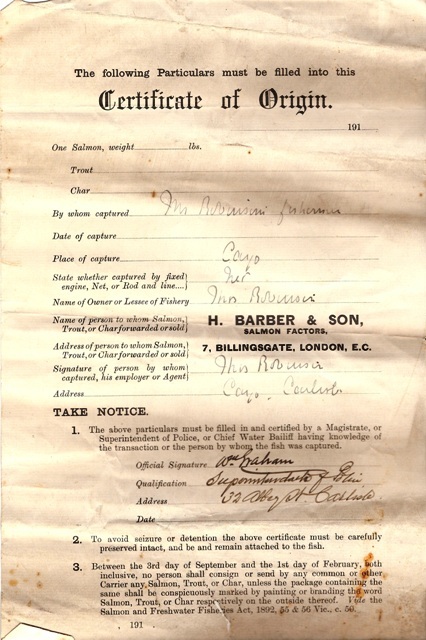 The following Particulars must be filled into this
Certificate of Origin.
191
One Salmon, weight lbs.
Trout
Char
By whom captured Robinson fisherman
Date of capture
Place of capture Cargo
State whether captured by fixed engine, Net, or Rod and line.... Net
Name of Owner or Lessee of Fishery Thos Robinson
Name of person to whom Salmon, Trout, or Char forwarded or sold H. BARBER & SON,
SALMON FACTORS,
Address of person to whom Salmon, Trout, or Char forwarded or sold 7, BILLINGSGATE, LONDON, E.C.
Signature of person by whom captured, his employer or Agent Thos Robinson
Address Cargo, Carlisle
TAKE NOTICE.
1. The above particulars must be filled in and certified by a Magistrate, or
Superintendent of Police, or Chief Water Bailiff having knowledge of
the transaction or the person by whom the fish was captured.
Official Signature Wm Graham
Qualification Superintendent of
Address 32 Abbey St Carlisle
Date
2. To avoid seizure or detention the above certificate must be carefully
preserved intact, and be and remain attached to the fish.
3. Between the 3rd day of September and the 1st day of February, both
inclusive, no person shall consign or send by any common or other
Carrier any Salmon, Trout, or Char, unless the package containing the
same shall be conspicuously marked by painting or branding the word
Salmon, Trout, or Char respectively on the outside thereof. Vide the
Salmon and Freshwater Fisheries Act, 1892, 55 & 56 Vic., c. 50.
191